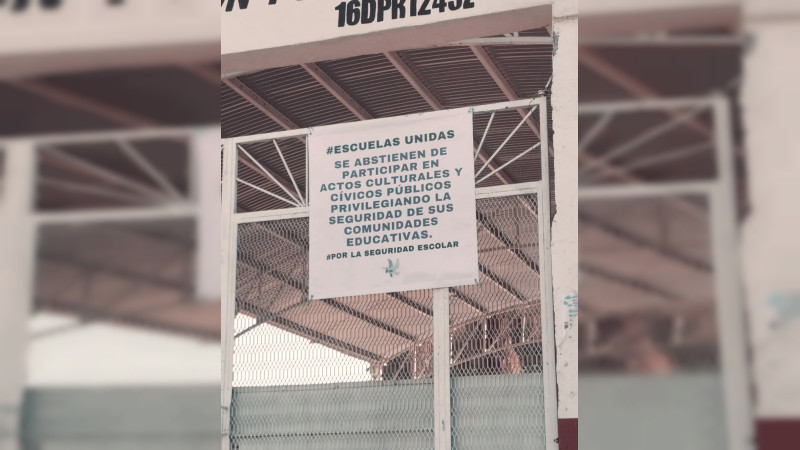 16DPR12452
#ESCUELAS UNIDAS
SE ABSTIENEN DE
PARTICIPAR EN
ACTOS CULTURALES Y
CÍVICOS PÚBLICOS
PRIVILEGIANDO LA
SEGURIDAD DE SUS
COMUNIDADES
EDUCATIVAS.
#POR LA SEGURIDAD ESCOLAR